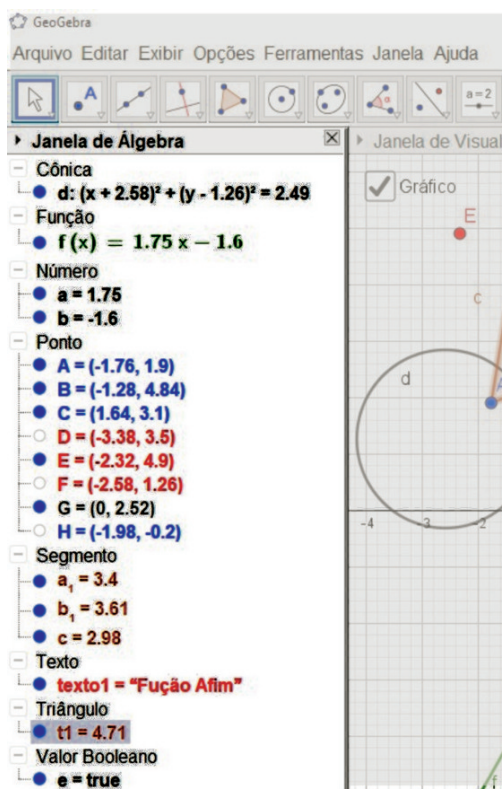 GeoGebra
Arquivo Editar Exibir Opções Ferramentas Janela Ajuda
A
a=2
Janela de Álgebra
Janela de Visual
Cônica
d: (x + 2.58)² + (y - 1.26)² = 2.49
Função
f(x) = 1.75 x − 1.6
Número
a = 1.75
b = -1.6
Ponto
A = (-1.76, 1.9)
B = (-1.28, 4.84)
C = (1.64, 3.1)
D = (-3.38, 3.5)
E = (-2.32, 4.9)
F = (-2.58, 1.26)
G = (0, 2.52)
H = (-1.98, -0.2)
Segmento
a₁ = 3.4
b₁ = 3.61
c = 2.98
Texto
texto1 = “Fução Afim”
Triângulo
t1 = 4.71
Valor Booleano
e = true
Gráfico
E
c
d
A
-4 -3 -2
f